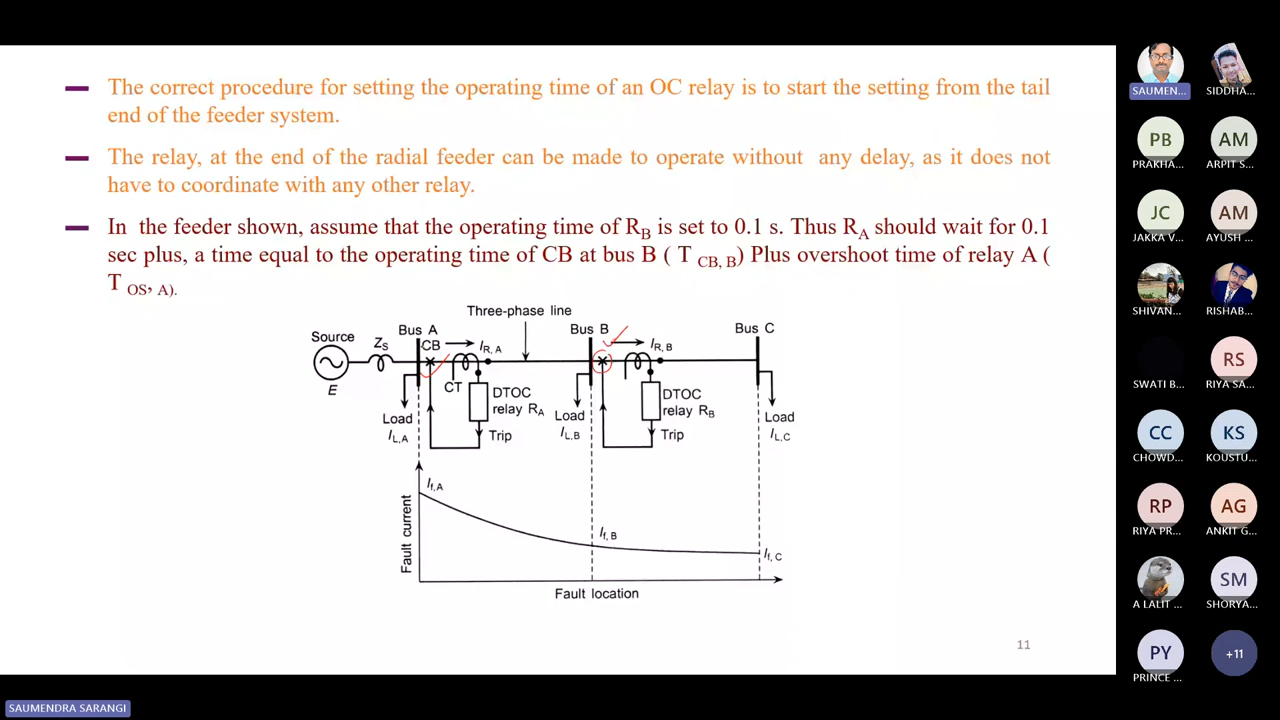 The correct procedure for setting the operating time of an OC relay is to start the setting from the tail
end of the feeder system.
The relay, at the end of the radial feeder can be made to operate without any delay, as it does not
have to coordinate with any other relay.
In the feeder shown, assume that the operating time of RB is set to 0.1 s. Thus RA should wait for 0.1
sec plus, a time equal to the operating time of CB at bus B ( T CB, B) Plus overshoot time of relay A (
T OS, A).
Three-phase line
Source
ZS
Bus A
CB
IR, A
Bus B
IR, B
Bus C
E
CT
DTOC
relay RA
DTOC
relay RB
Load
IL,A
Trip
Load
IL,B
Trip
Load
IL,C
If,A
If, B
If, C
Fault current
Fault location
11
SAUMEN...
SIDDHA...
PB
PRAKHA...
AM
ARPIT S...
JC
JAKKA V...
AM
AYUSH ...
SHIVAN...
RISHAB...
SWATI B...
RS
RIYA SA...
CC
CHOWD...
KS
KOUSTU...
RP
RIYA PR...
AG
ANKIT G...
A LALIT ...
SM
SHORYA...
PY
PRINCE ...
+11
SAUMENDRA SARANGI